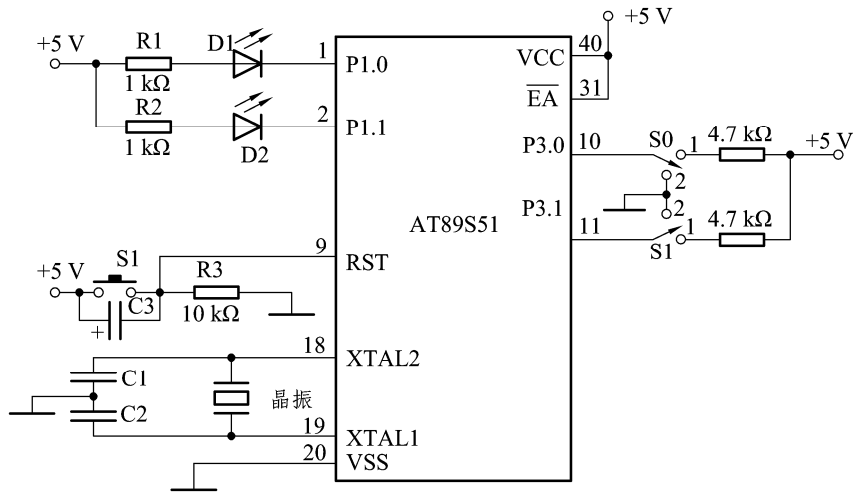 +5 V
+5 V R1 D1 1 P1.0 VCC 40
1 kΩ
R2 2 P1.1 EA 31
1 kΩ D2
P3.0 10 S0 1 4.7 kΩ +5 V
2
P3.1 2 4.7 kΩ
AT89S51 11 S1 1
9 RST
+5 V S1 R3
C3 10 kΩ
+
18 XTAL2
C1
晶振
C2
19 XTAL1
20 VSS